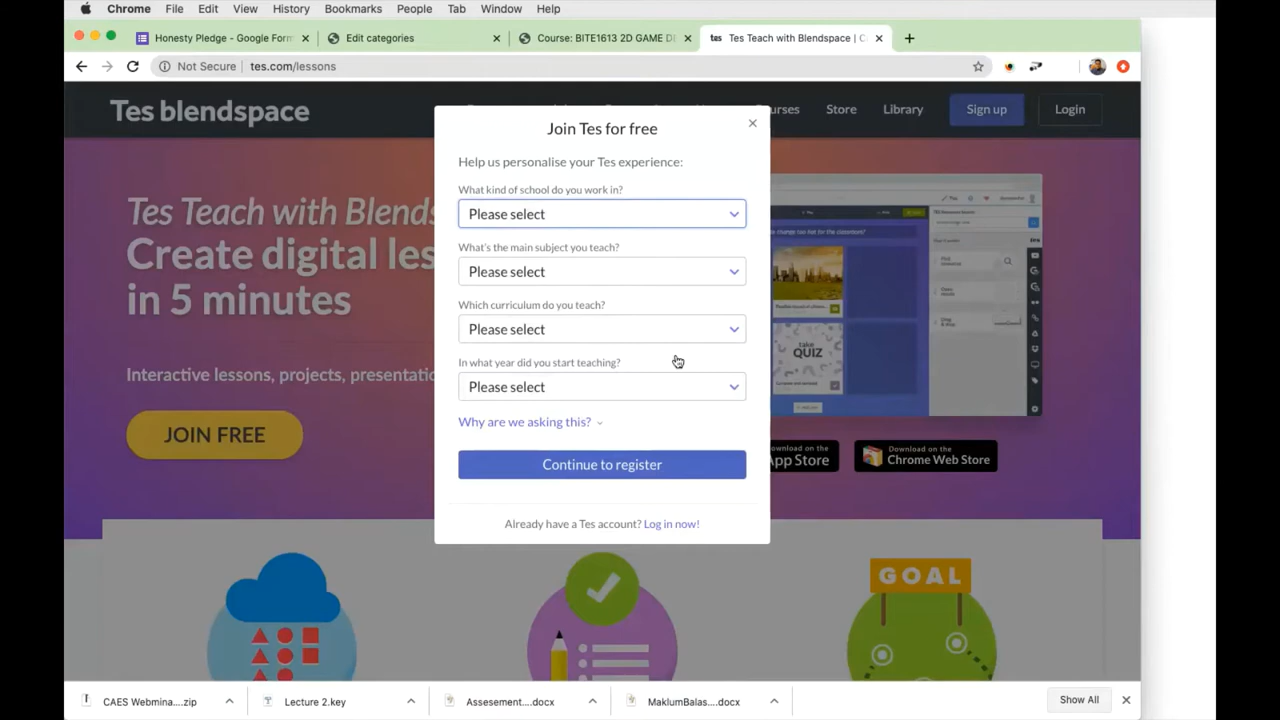 Chrome File Edit View History Bookmarks People Tab Window Help
Honesty Pledge - Google Form
Edit categories
Course: BITE1613 2D GAME DE
tes Tes Teach with Blendspace | C
Not Secure tes.com/lessons
Tes blendspace
Courses Store Library Sign up Login
Join Tes for free
Help us personalise your Tes experience:
What kind of school do you work in?
Please select
What's the main subject you teach?
Please select
Which curriculum do you teach?
Please select
In what year did you start teaching?
Please select
Why are we asking this?
Continue to register
Already have a Tes account? Log in now!
Tes Teach with Blends
Create digital les
in 5 minutes
Interactive lessons, projects, presentatio
JOIN FREE
take
QUIZ
Download on the
App Store
Download on the
Chrome Web Store
GOAL
CAES Webmina....zip
Lecture 2.key
Assesement....docx
MaklumBalas....docx
Show All